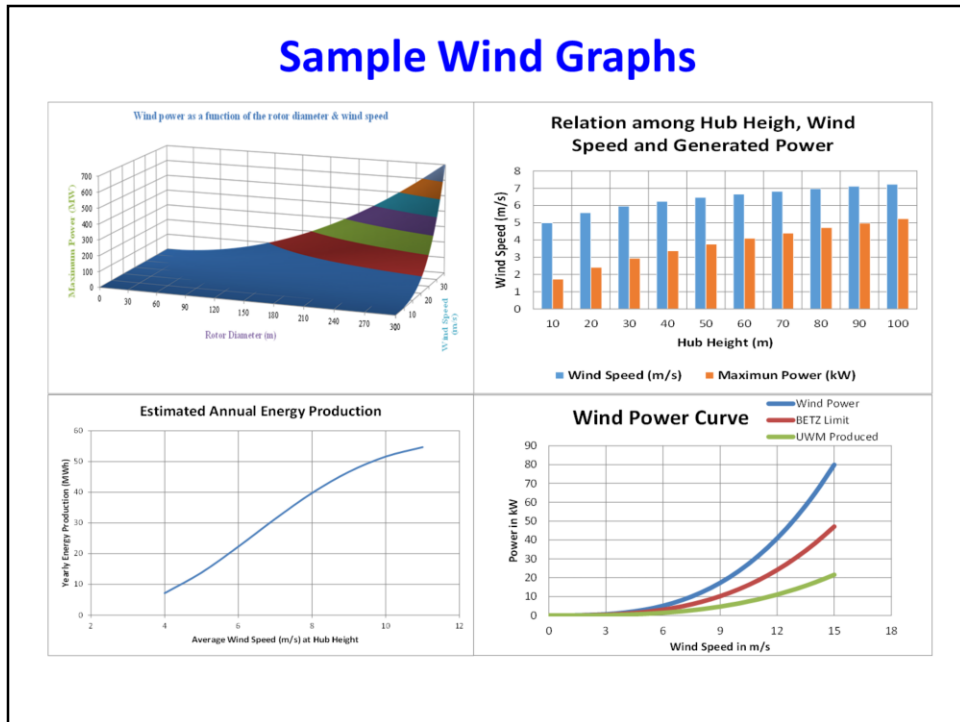 Sample Wind Graphs
Wind power as a function of the rotor diameter & wind speed
Maximum Power (MW)
700
600
500
400
300
200
100
0
0
30
60
90
120
150
180
210
240
270
300
10
20
30
Rotor Diameter (m)
Wind Speed
(m/s)
Relation among Hub Heigh, Wind
Speed and Generated Power
Wind Speed (m/s)
8
7
6
5
4
3
2
1
0
10 20 30 40 50 60 70 80 90 100
Hub Height (m)
Wind Speed (m/s) Maximun Power (kW)
Estimated Annual Energy Production
Yearly Energy Production (MWh)
60
50
40
30
20
10
0
2 4 6 8 10 12
Average Wind Speed (m/s) at Hub Height
Wind Power Curve
Wind Power
BETZ Limit
UWM Produced
Power in kW
90
80
70
60
50
40
30
20
10
0
0 3 6 9 12 15 18
Wind Speed in m/s